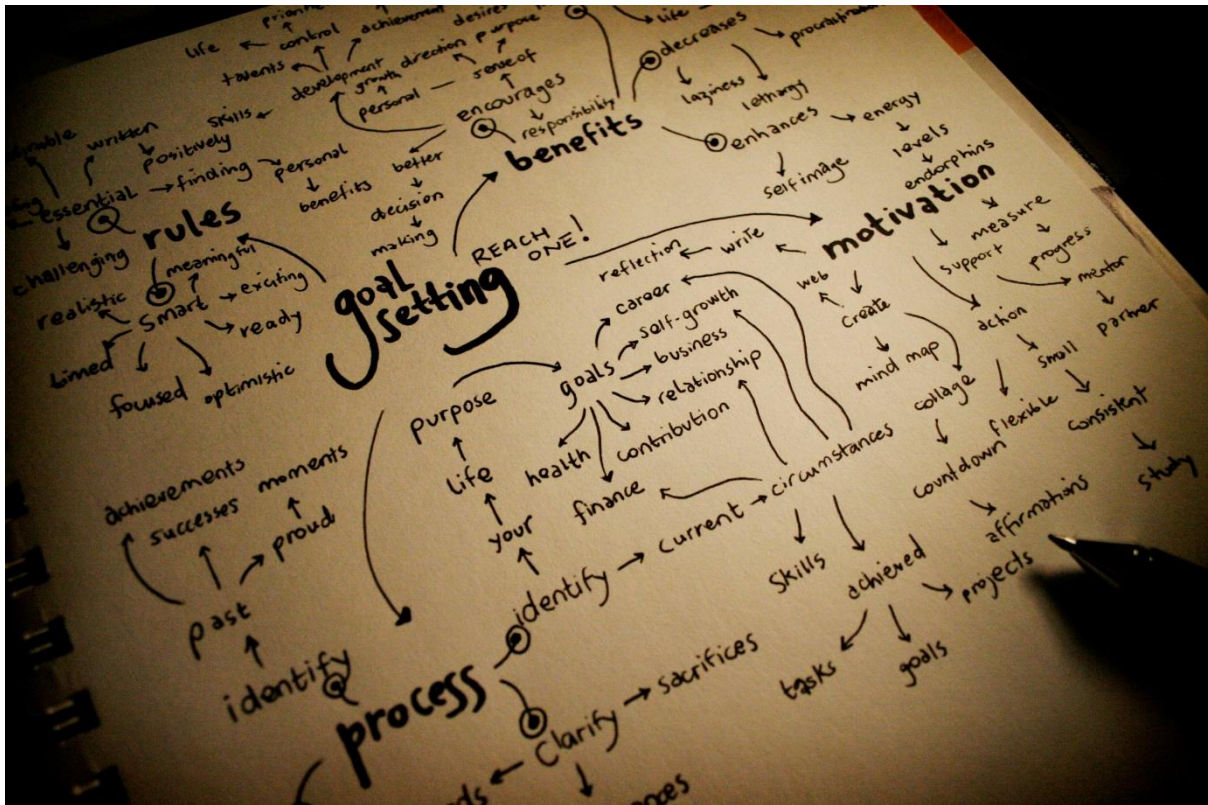 life
control
achievement
desires
life
decreases
talents
development
direction
purpose
laziness
growth
sense of
lethargy
skills
personal
encourages
energy
written
responsibility
enhances
positively
benefits
levels
essential
finding
personal
better
self image
endorphins
benefits
decision
motivation
rules
making
REACH
ONE!
reflection
write
measure
challenging
meaningful
support
progress
realistic
exciting
goal
setting
career
web
mentor
smart
ready
self-growth
create
action
partner
timed
business
focused
optimistic
goals
relationship
mind map
small
purpose
contribution
collage
flexible
consistent
achievements
moments
life
health
circumstances
countdown
study
successes
finance
proud
your
current
affirmations
past
identify
skills
achieved
projects
identify
sacrifices
tasks
goals
process
Clarify